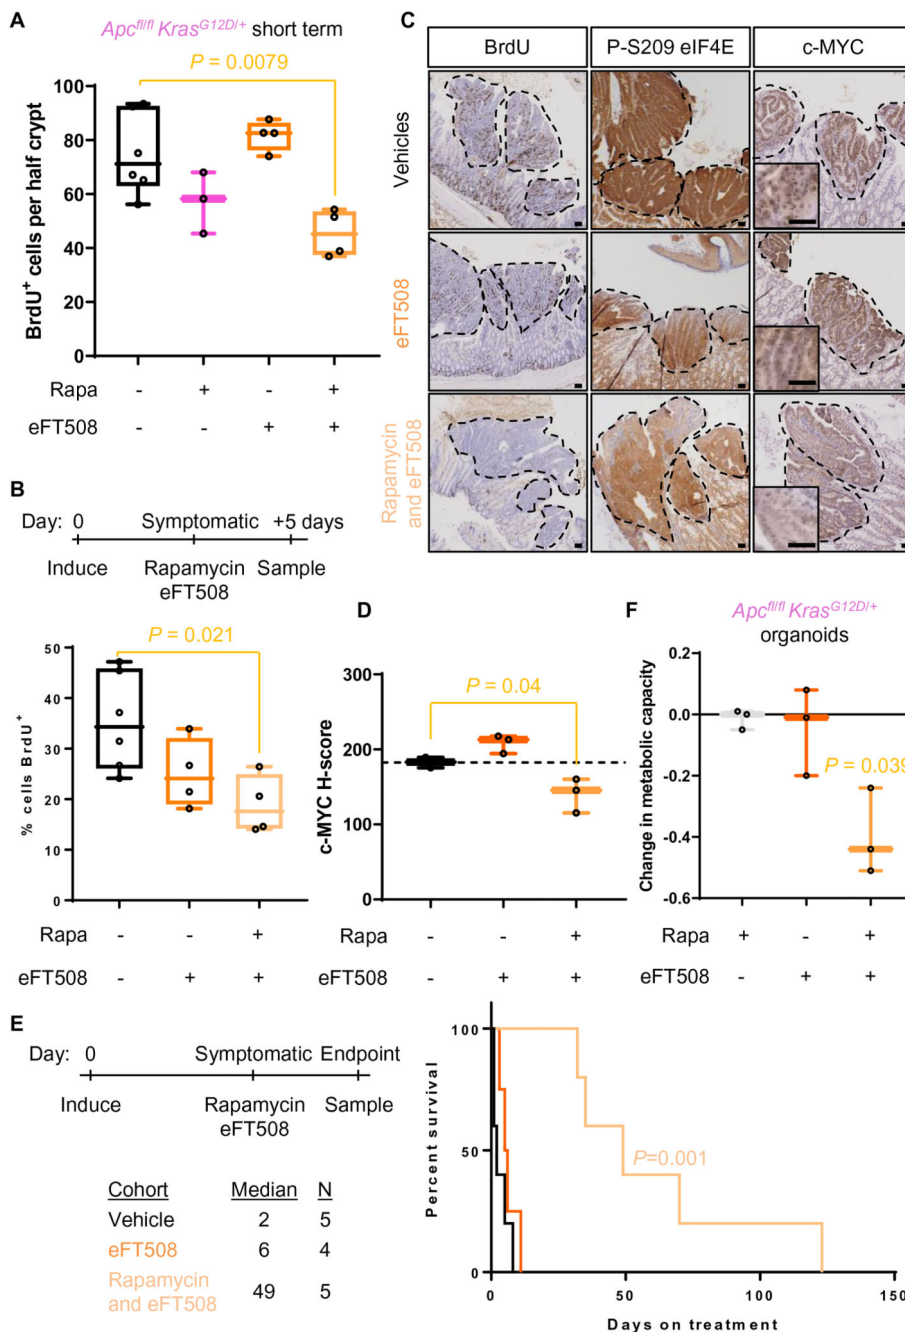 A
Apcfl/fl KrasG12D/+ short term
P = 0.0079
BrdU+ cells per half crypt
100
80
60
40
20
0
Rapa - + - +
eFT508 - - + +
B
Day: 0 Symptomatic +5 days
Induce Rapamycin Sample
eFT508
P = 0.021
% cells BrdU+
50
40
30
20
10
0
Rapa - - +
eFT508 - + +
C
BrdU P-S209 eIF4E c-MYC
Vehicles
eFT508
Rapamycin
and eFT508
D
P = 0.04
c-MYC H-score
300
200
100
0
Rapa - - +
eFT508 - + +
F
Apcfl/fl KrasG12D/+
organoids
Change in metabolic capacity
0.2
0.0
-0.2
-0.4
-0.6
P = 0.039
Rapa + - +
eFT508 - + +
E
Day: 0 Symptomatic Endpoint
Induce Rapamycin Sample
eFT508
Cohort Median N
Vehicle 2 5
eFT508 6 4
Rapamycin
and eFT508 49 5
Percent survival
100
50
0
P=0.001
0 50 100 150
Days on treatment